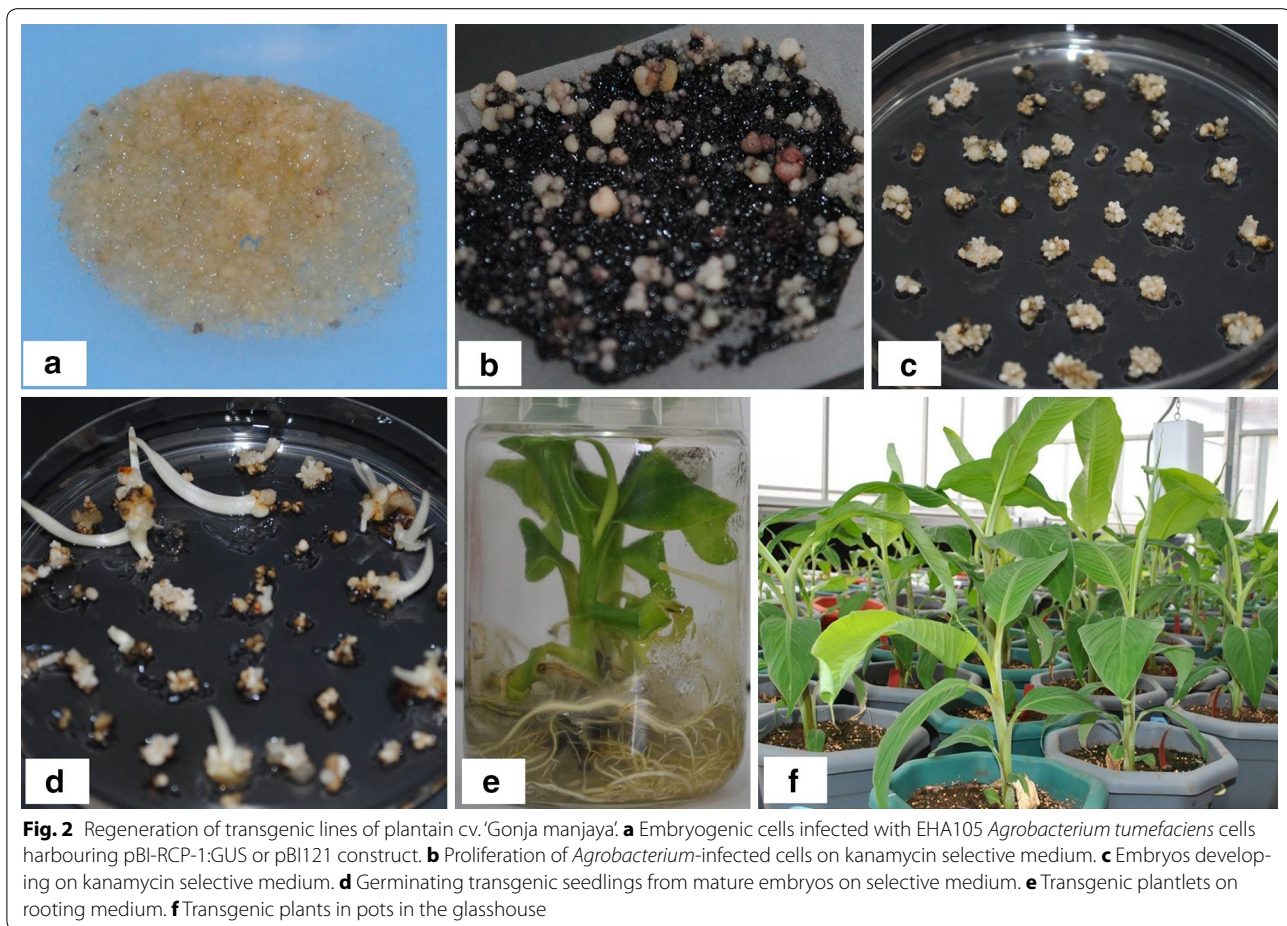 a
b
c
d
e
f
Fig. 2 Regeneration of transgenic lines of plantain cv. ‘Gonja manjaya’. a Embryogenic cells infected with EHA105 Agrobacterium tumefaciens cells
harbouring pBI-RCP-1:GUS or pBI121 construct. b Proliferation of Agrobacterium-infected cells on kanamycin selective medium. c Embryos develop-
ing on kanamycin selective medium. d Germinating transgenic seedlings from mature embryos on selective medium. e Transgenic plantlets on
rooting medium. f Transgenic plants in pots in the glasshouse